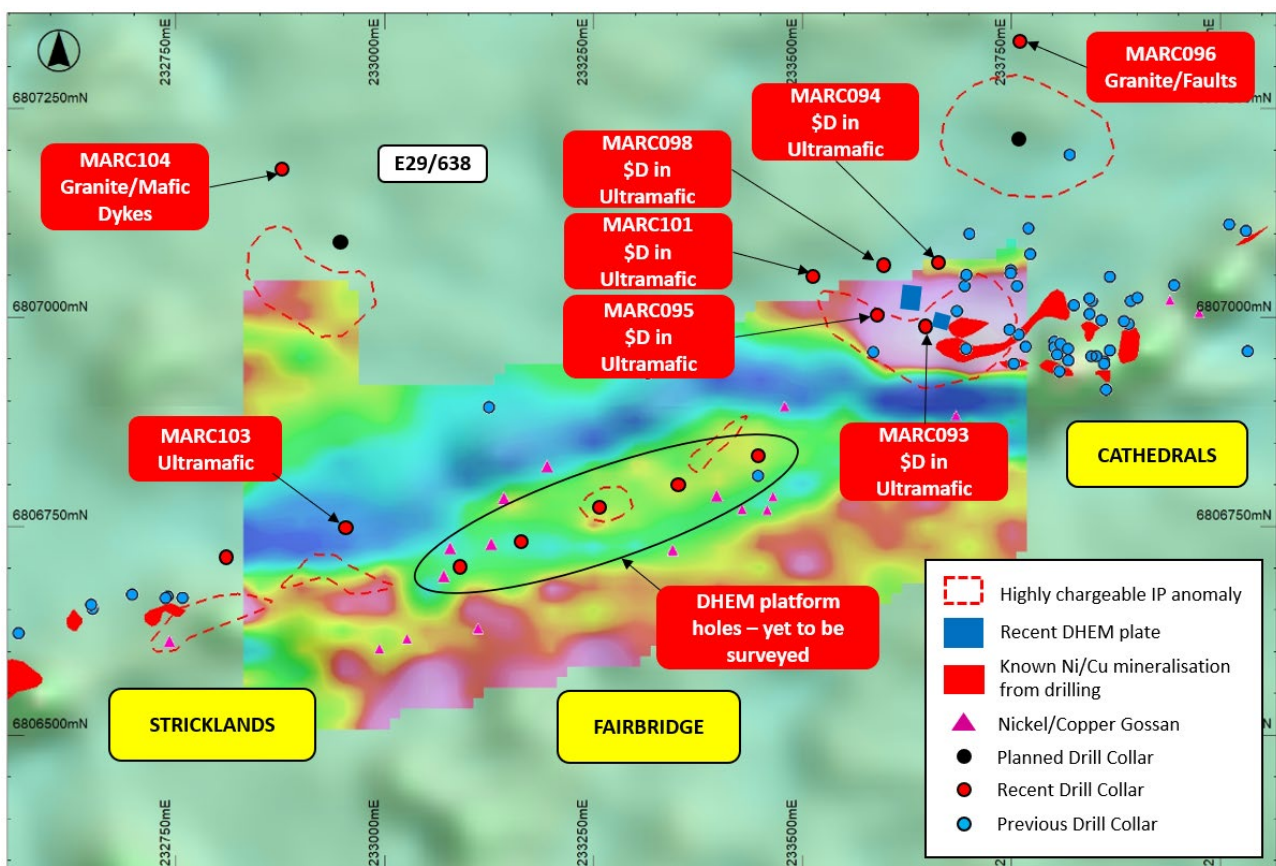 232750mE
233000mE
233250mE
233500mE
233750mE
6807250mN
MARC096
Granite/Faults
MARC094
$D in
Ultramafic
MARC098
$D in
Ultramafic
MARC104
Granite/Mafic
Dykes
E29/638
MARC101
$D in
Ultramafic
6807000mN
MARC095
$D in
Ultramafic
MARC103
Ultramafic
MARC093
$D in
Ultramafic
CATHEDRALS
6806750mN
DHEM platform
holes – yet to be
surveyed
STRICKLANDS
FAIRBRIDGE
6806500mN
Highly chargeable IP anomaly
Recent DHEM plate
Known Ni/Cu mineralisation
from drilling
Nickel/Copper Gossan
Planned Drill Collar
Recent Drill Collar
Previous Drill Collar
232750mE
233000mE
233250mE
233500mE